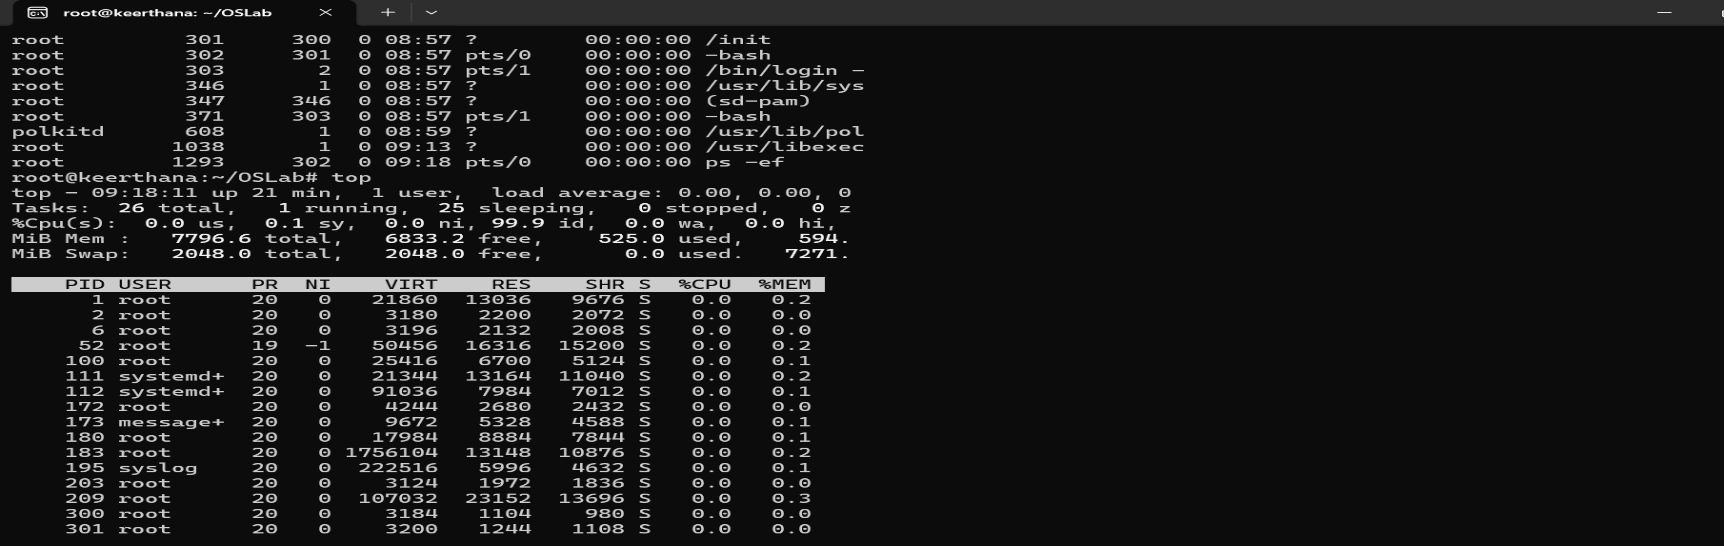 root@keerthana: ~/OSLab
root 301 300 0 08:57 ? 00:00:00 /init
root 302 301 0 08:57 pts/0 00:00:00 -bash
root 303 2 0 08:57 pts/1 00:00:00 /bin/login -
root 346 1 0 08:57 ? 00:00:00 /usr/lib/sys
root 347 346 0 08:57 ? 00:00:00 (sd-pam)
root 371 303 0 08:57 pts/1 00:00:00 -bash
polkitd 608 1 0 08:59 ? 00:00:00 /usr/lib/pol
root 1038 1 0 09:13 ? 00:00:00 /usr/libexec
root 1293 302 0 09:18 pts/0 00:00:00 ps -ef
root@keerthana:~/OSLab# top
top - 09:18:11 up 21 min, 1 user, load average: 0.00, 0.00, 0
Tasks: 26 total, 1 running, 25 sleeping, 0 stopped, 0 z
%Cpu(s): 0.0 us, 0.1 sy, 0.0 ni, 99.9 id, 0.0 wa, 0.0 hi,
MiB Mem : 7796.6 total, 6833.2 free, 525.0 used, 594.
MiB Swap: 2048.0 total, 2048.0 free, 0.0 used. 7271.
PID USER PR NI VIRT RES SHR S %CPU %MEM
1 root 20 0 21860 13036 9676 S 0.0 0.2
2 root 20 0 3180 2200 2072 S 0.0 0.0
6 root 20 0 3196 2132 2008 S 0.0 0.0
52 root 19 -1 50456 16316 15200 S 0.0 0.2
100 root 20 0 25416 6700 5124 S 0.0 0.1
111 systemd+ 20 0 21344 13164 11040 S 0.0 0.2
112 systemd+ 20 0 91036 7984 7012 S 0.0 0.1
172 root 20 0 4244 2680 2432 S 0.0 0.0
173 message+ 20 0 9672 5328 4588 S 0.0 0.1
180 root 20 0 17984 8884 7844 S 0.0 0.1
183 root 20 0 1756104 13148 10876 S 0.0 0.2
195 syslog 20 0 222516 5996 4632 S 0.0 0.1
203 root 20 0 3124 1972 1836 S 0.0 0.0
209 root 20 0 107032 23152 13696 S 0.0 0.3
300 root 20 0 3184 1104 980 S 0.0 0.0
301 root 20 0 3200 1244 1108 S 0.0 0.0